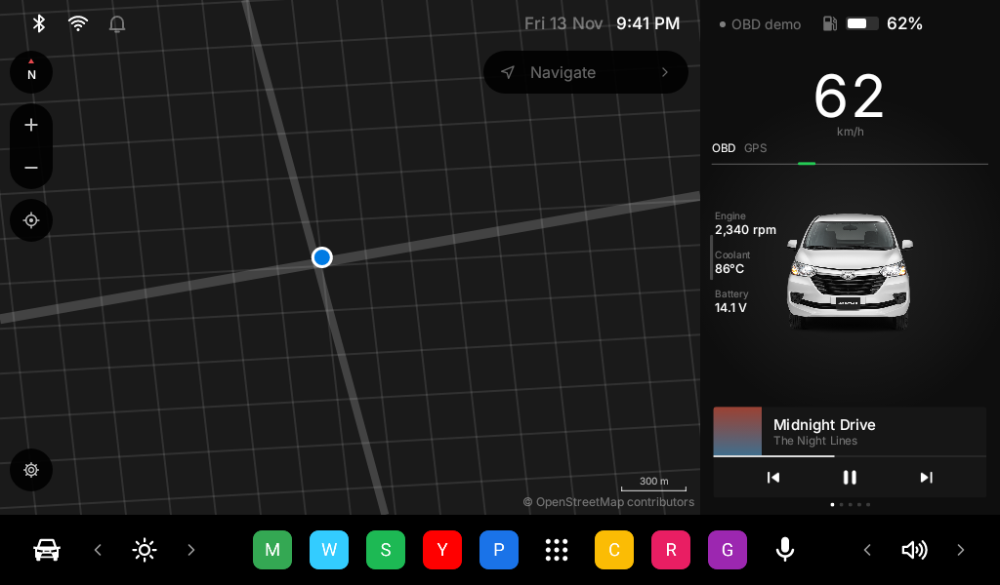 Fri 13 Nov 9:41 PM
N
Navigate
+
−
300 m
© OpenStreetMap contributors
OBD demo
62%
62
km/h
OBD GPS
Engine
2,340 rpm
Coolant
86°C
Battery
14.1 V
Midnight Drive
The Night Lines
M W S Y P C R G